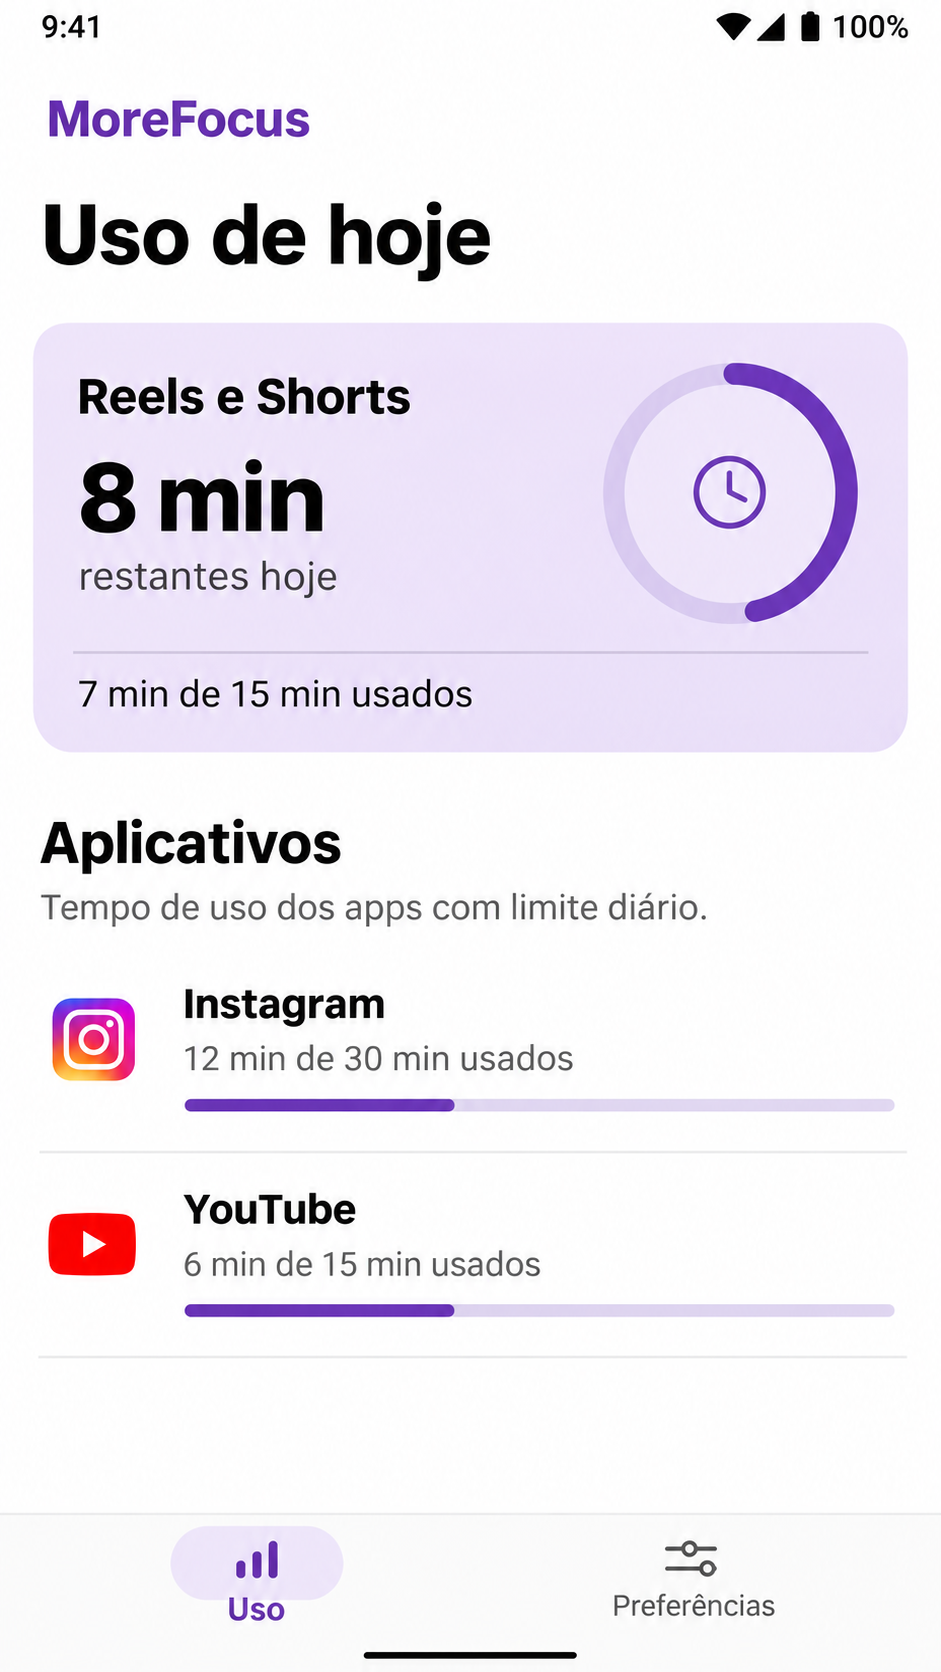 9:41 100%
MoreFocus
Uso de hoje
Reels e Shorts
8 min
restantes hoje
7 min de 15 min usados
Aplicativos
Tempo de uso dos apps com limite diário.
Instagram
12 min de 30 min usados
YouTube
6 min de 15 min usados
Uso
Preferências